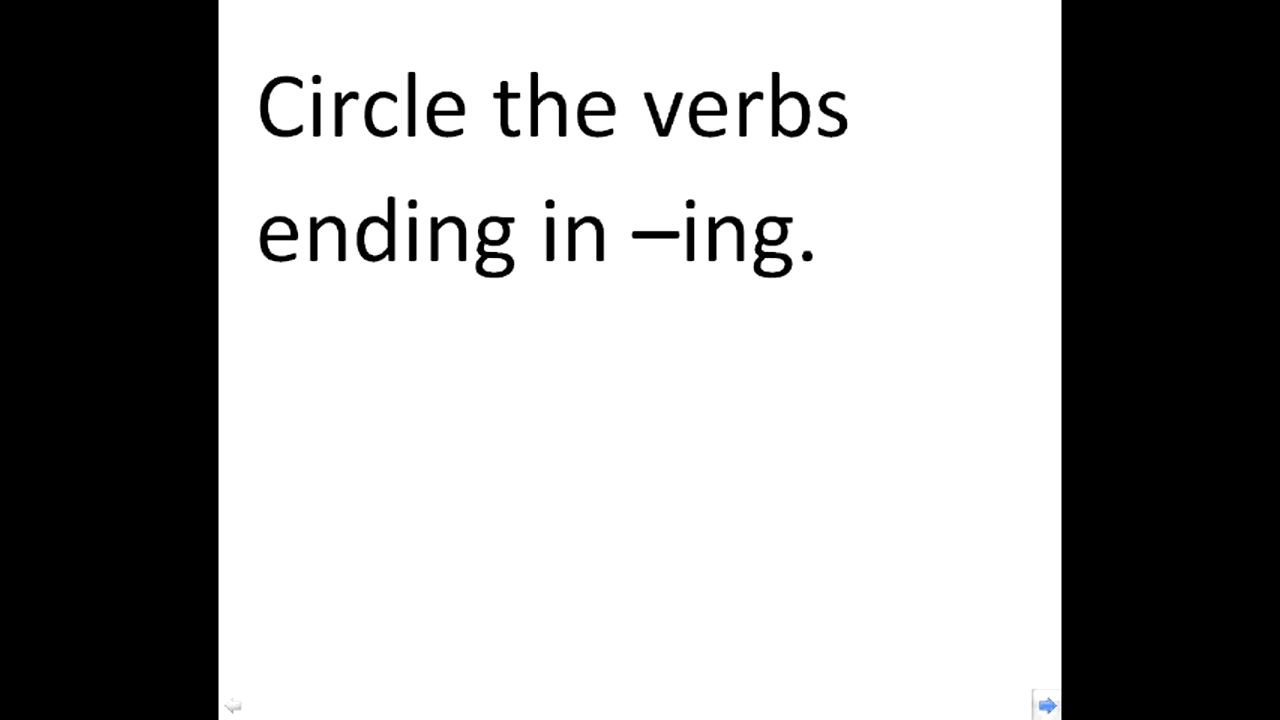 Circle the verbs
ending in –ing.